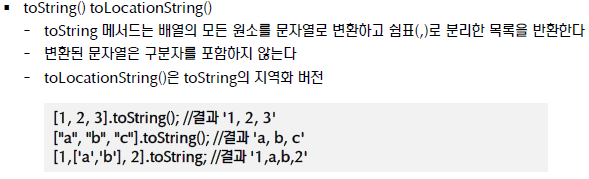 ▪ toString() toLocationString()
– toString 메서드는 배열의 모든 원소를 문자열로 변환하고 쉼표(,)로 분리한 목록을 반환한다
– 변환된 문자열은 구분자를 포함하지 않는다
– toLocationString()은 toString의 지역화 버전
[1, 2, 3].toString(); //결과 '1, 2, 3'
["a", "b", "c"].toString(); //결과 'a, b, c'
[1,['a','b'], 2].toString; //결과 '1,a,b,2'